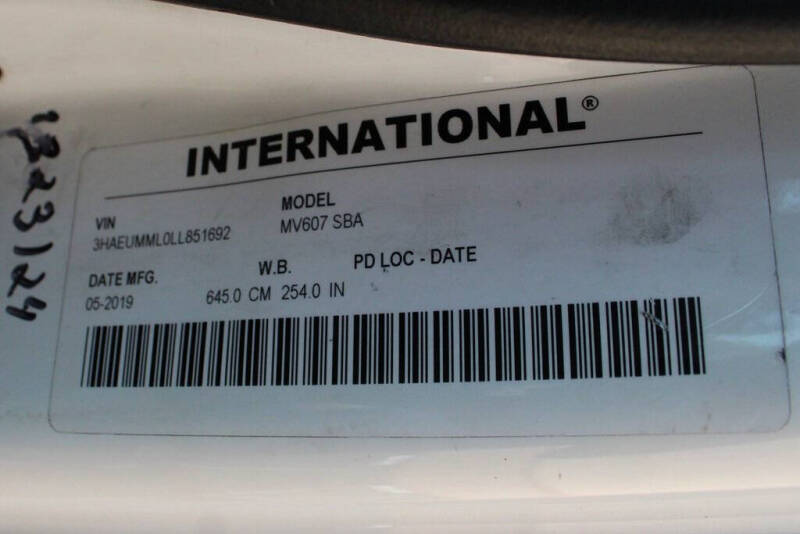 INTERNATIONAL®
VIN
3HAEUMML0LL851692
MODEL
MV607 SBA
DATE MFG.
05-2019
W.B.
645.0 CM 254.0 IN
PD LOC - DATE